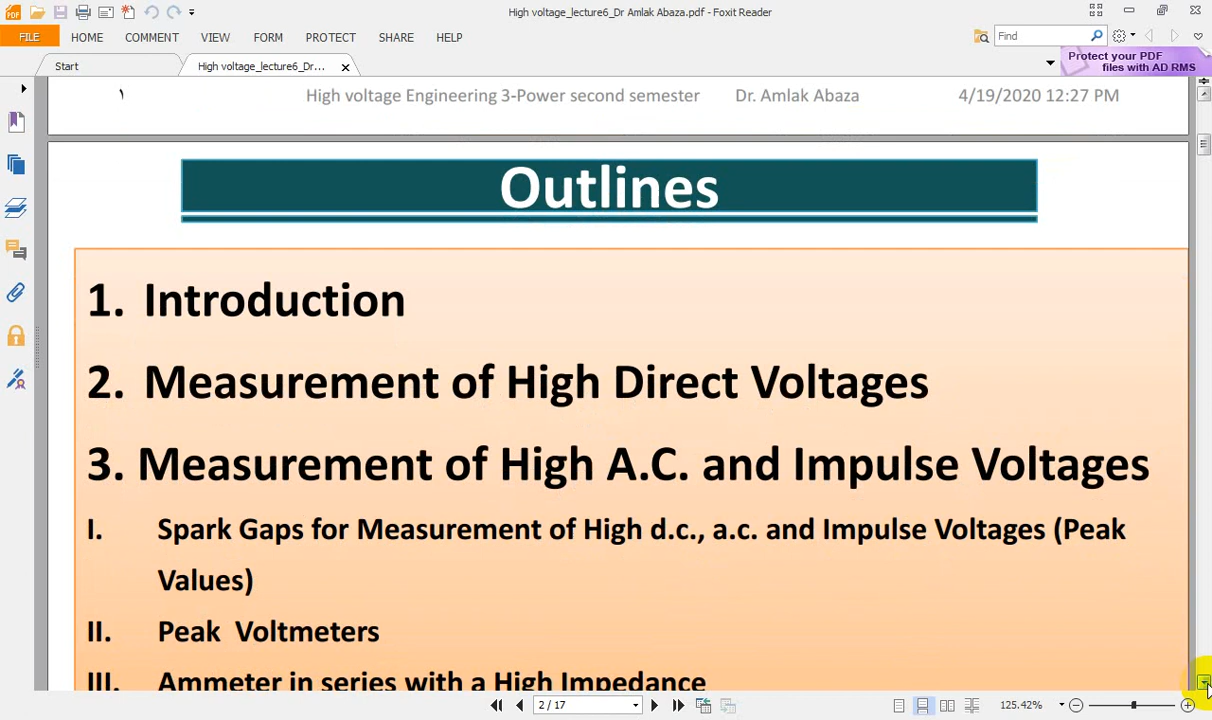 High voltage_lecture6_Dr Amlak Abaza.pdf - Foxit Reader
FILE HOME COMMENT VIEW FORM PROTECT SHARE HELP
Find
Start
High voltage_lecture6_Dr...
Protect your PDF
files with AD RMS
١ High voltage Engineering 3-Power second semester Dr. Amlak Abaza 4/19/2020 12:27 PM
Outlines
1. Introduction
2. Measurement of High Direct Voltages
3. Measurement of High A.C. and Impulse Voltages
I. Spark Gaps for Measurement of High d.c., a.c. and Impulse Voltages (Peak
Values)
II. Peak Voltmeters
III. Ammeter in series with a High Impedance
2 / 17
125.42%